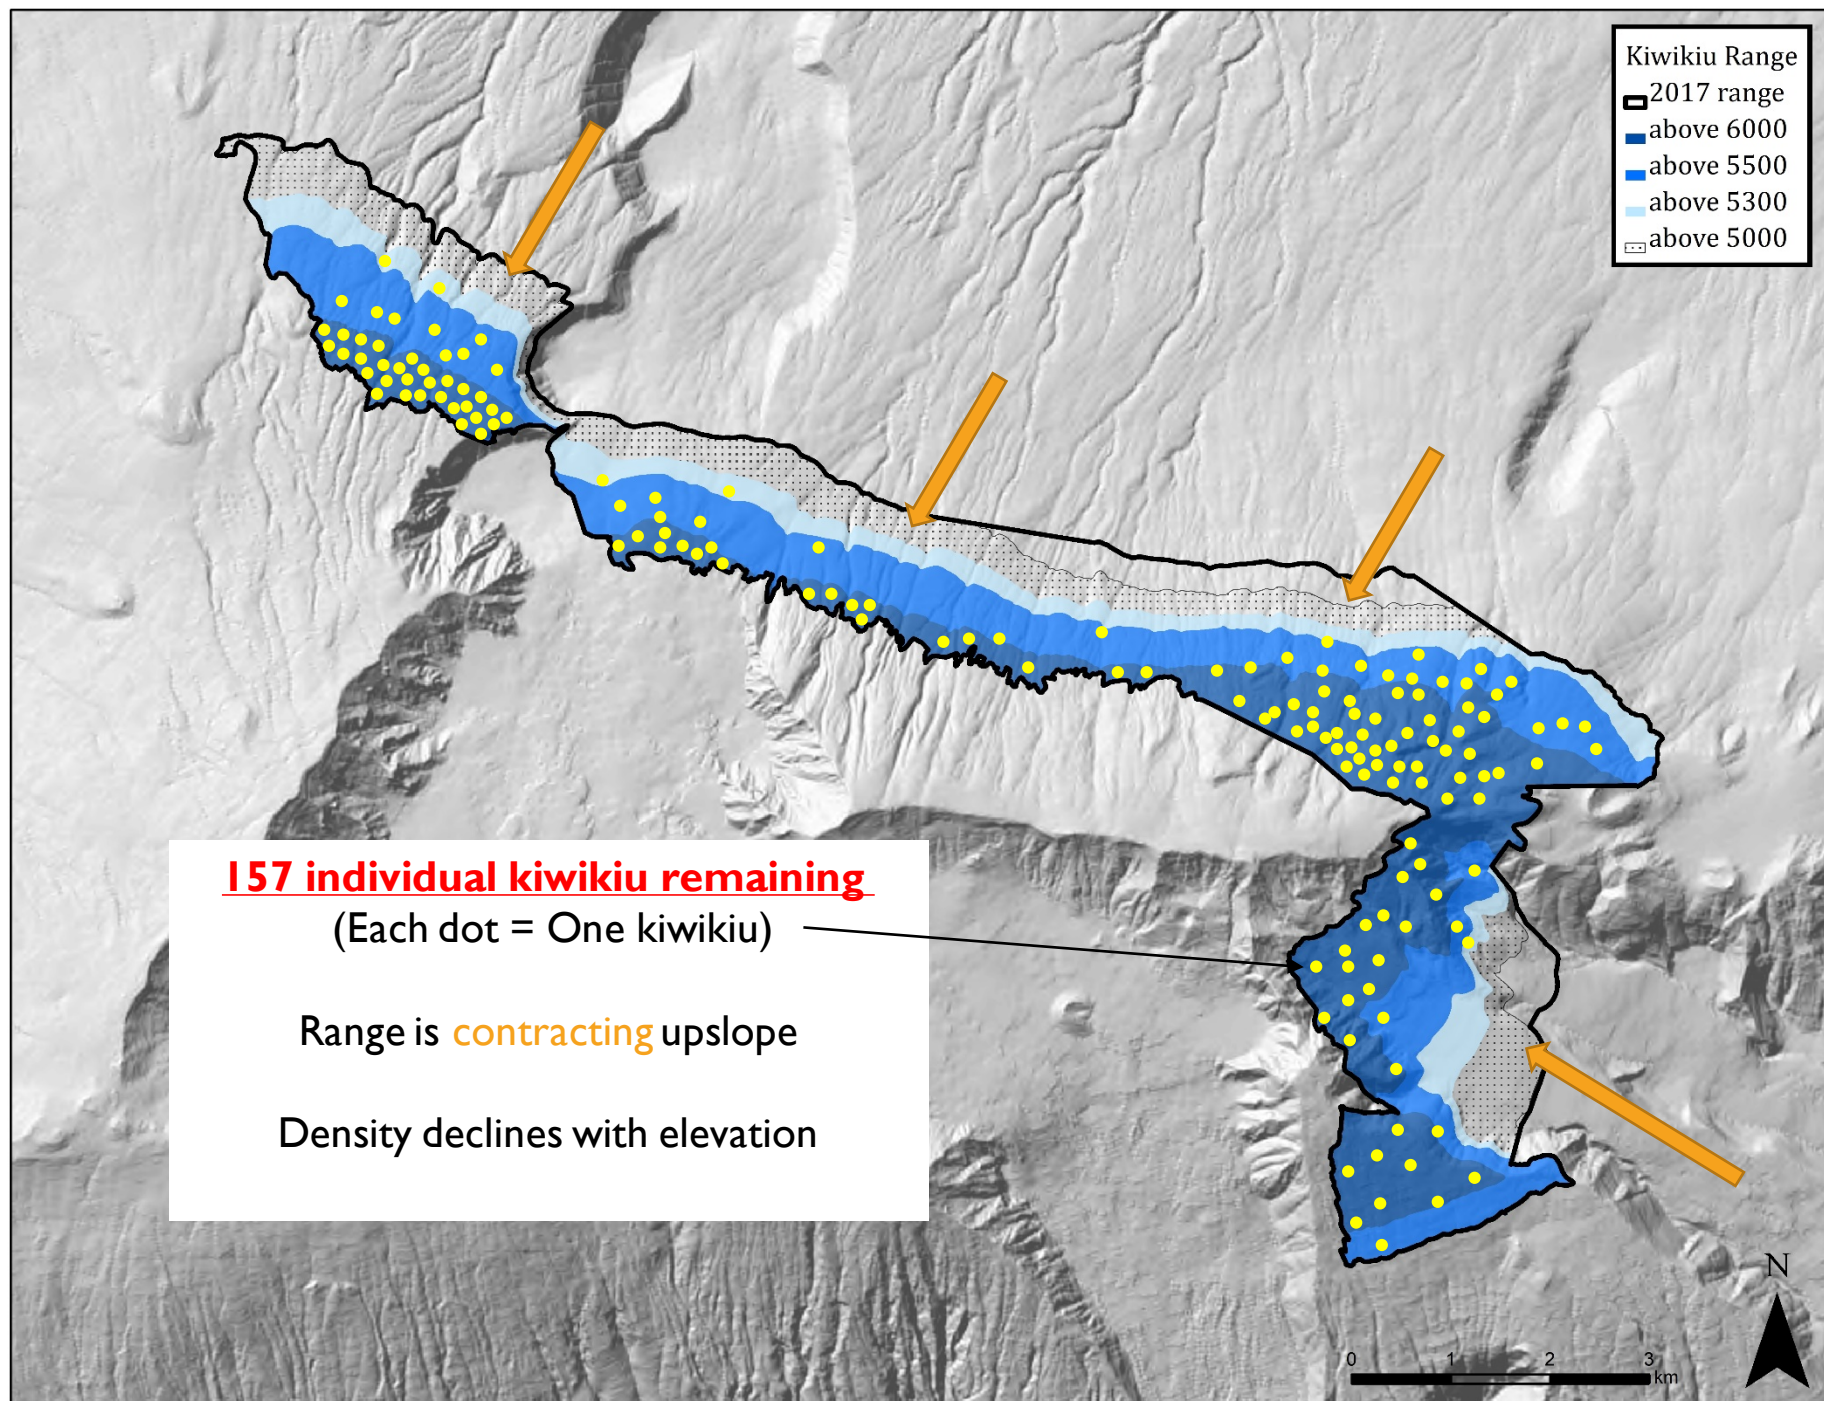 Kiwikiu Range
2017 range
above 6000
above 5500
above 5300
above 5000
157 individual kiwikiu remaining
(Each dot = One kiwikiu)
Range is contracting upslope
Density declines with elevation
N
0 1 2 3
km